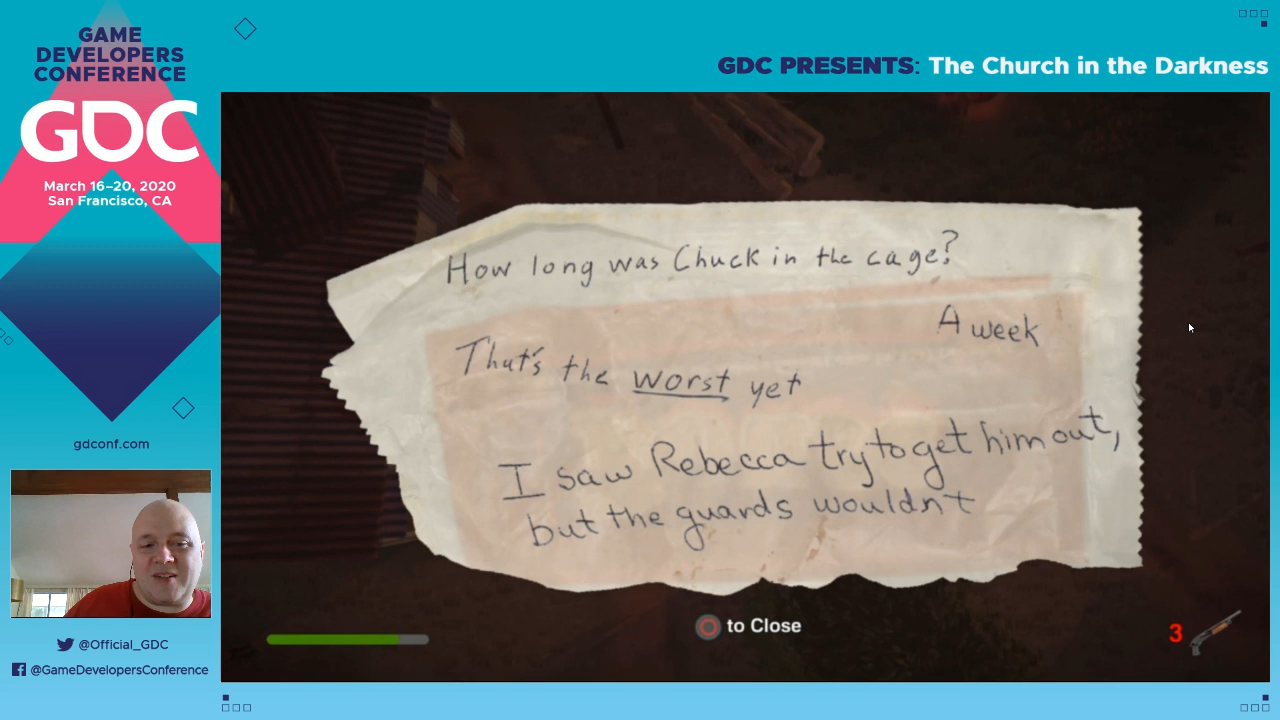 GAME
DEVELOPERS
CONFERENCE
GDC
March 16–20, 2020
San Francisco, CA
gdconf.com
@Official_GDC
@GameDevelopersConference
GDC PRESENTS: The Church in the Darkness
How long was Chuck in the cage?
A week
That's the worst yet
I saw Rebecca try to get him out,
but the guards wouldn't
to Close
3